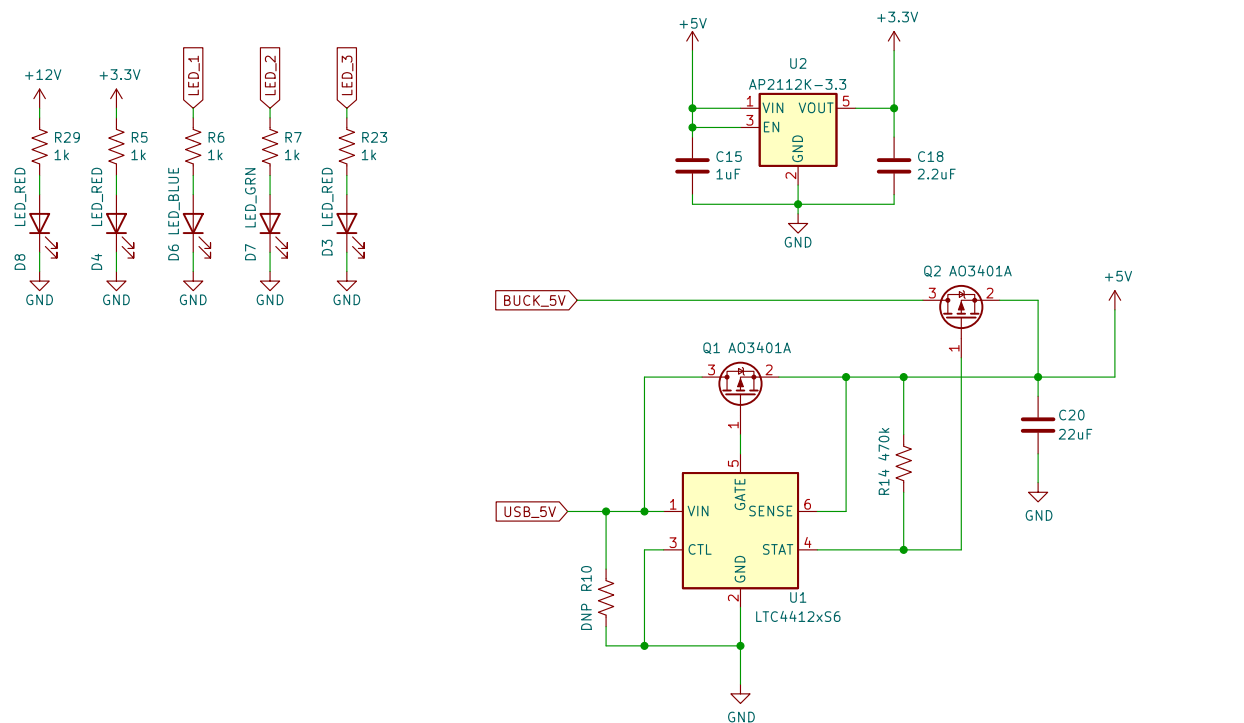 +12V
R29
1k
LED_RED
D8
GND
+3.3V
R5
1k
LED_RED
D4
GND
LED_1
R6
1k
LED_BLUE
D6
GND
LED_2
R7
1k
LED_GRN
D7
GND
LED_3
R23
1k
LED_RED
D3
GND
+5V
+3.3V
U2
AP2112K-3.3
1 VIN VOUT 5
3 EN
GND
2
C15
1uF
C18
2.2uF
GND
Q2 AO3401A
+5V
BUCK_5V
3 2
1
Q1 AO3401A
3 2
1
R14 470k
C20
22uF
GND
5
GATE
USB_5V
1 VIN SENSE 6
3 CTL STAT 4
GND
2
DNP R10
U1
LTC4412xS6
GND